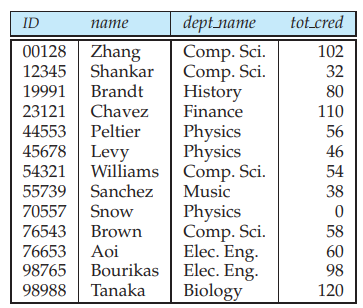 ID name dept_name tot_cred
00128 Zhang Comp. Sci. 102
12345 Shankar Comp. Sci. 32
19991 Brandt History 80
23121 Chavez Finance 110
44553 Peltier Physics 56
45678 Levy Physics 46
54321 Williams Comp. Sci. 54
55739 Sanchez Music 38
70557 Snow Physics 0
76543 Brown Comp. Sci. 58
76653 Aoi Elec. Eng. 60
98765 Bourikas Elec. Eng. 98
98988 Tanaka Biology 120